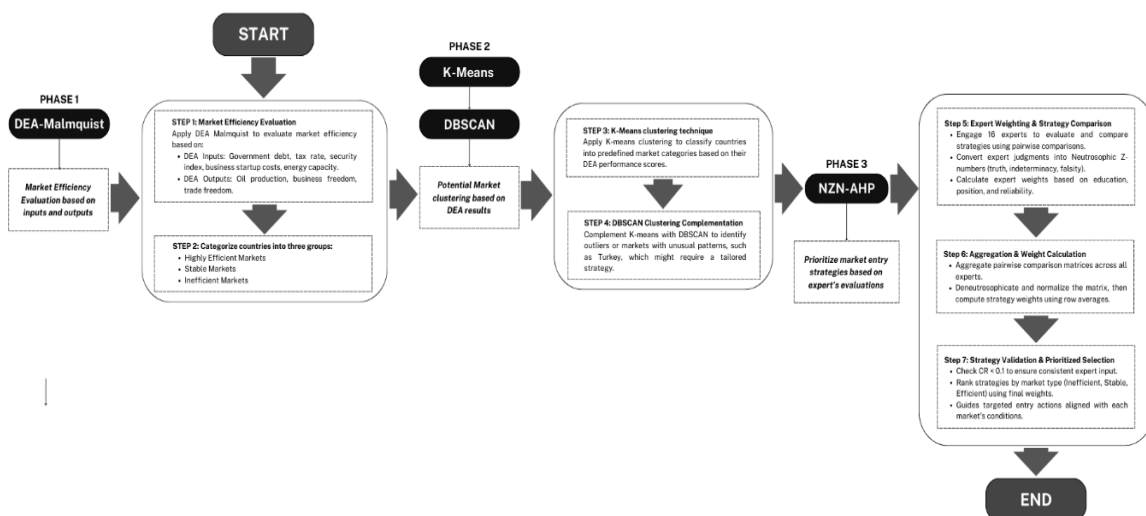 START
PHASE 1
DEA-Malmquist
Market Efficiency
Evaluation based on
inputs and outputs
STEP 1: Market Efficiency Evaluation
Apply DEA Malmquist to evaluate market efficiency
based on:
• DEA Inputs: Government debt, tax rate, security
index, business startup costs, energy capacity.
• DEA Outputs: Oil production, business freedom,
trade freedom.
STEP 2: Categorize countries into three groups:
• Highly Efficient Markets
• Stable Markets
• Inefficient Markets
PHASE 2
K-Means
DBSCAN
Potential Market
clustering based on
DEA results
STEP 3: K-Means clustering technique
Apply K-means clustering to classify countries
into predefined market categories based on their
DEA performance scores.
STEP 4: DBSCAN Clustering Complementation
Complement K-means with DBSCAN to identify
outliers or markets with unusual patterns, such
as Turkey, which might require a tailored
strategy.
PHASE 3
NZN-AHP
Prioritize market entry
strategies based on
expert's evaluations
Step 5: Expert Weighting & Strategy Comparison
• Engage 16 experts to evaluate and compare
strategies using pairwise comparisons.
• Convert expert judgments into Neutrosophic Z-
numbers (truth, indeterminacy, falsity).
• Calculate expert weights based on education,
position, and reliability.
Step 6: Aggregation & Weight Calculation
• Aggregate pairwise comparison matrices across all
experts.
• Deneutrosophicate and normalize the matrix, then
compute strategy weights using row averages.
Step 7: Strategy Validation & Prioritized Selection
• Check CR < 0.1 to ensure consistent expert input.
• Rank strategies by market type (Inefficient, Stable,
Efficient) using final weights.
• Guides targeted entry actions aligned with each
market's conditions.
END